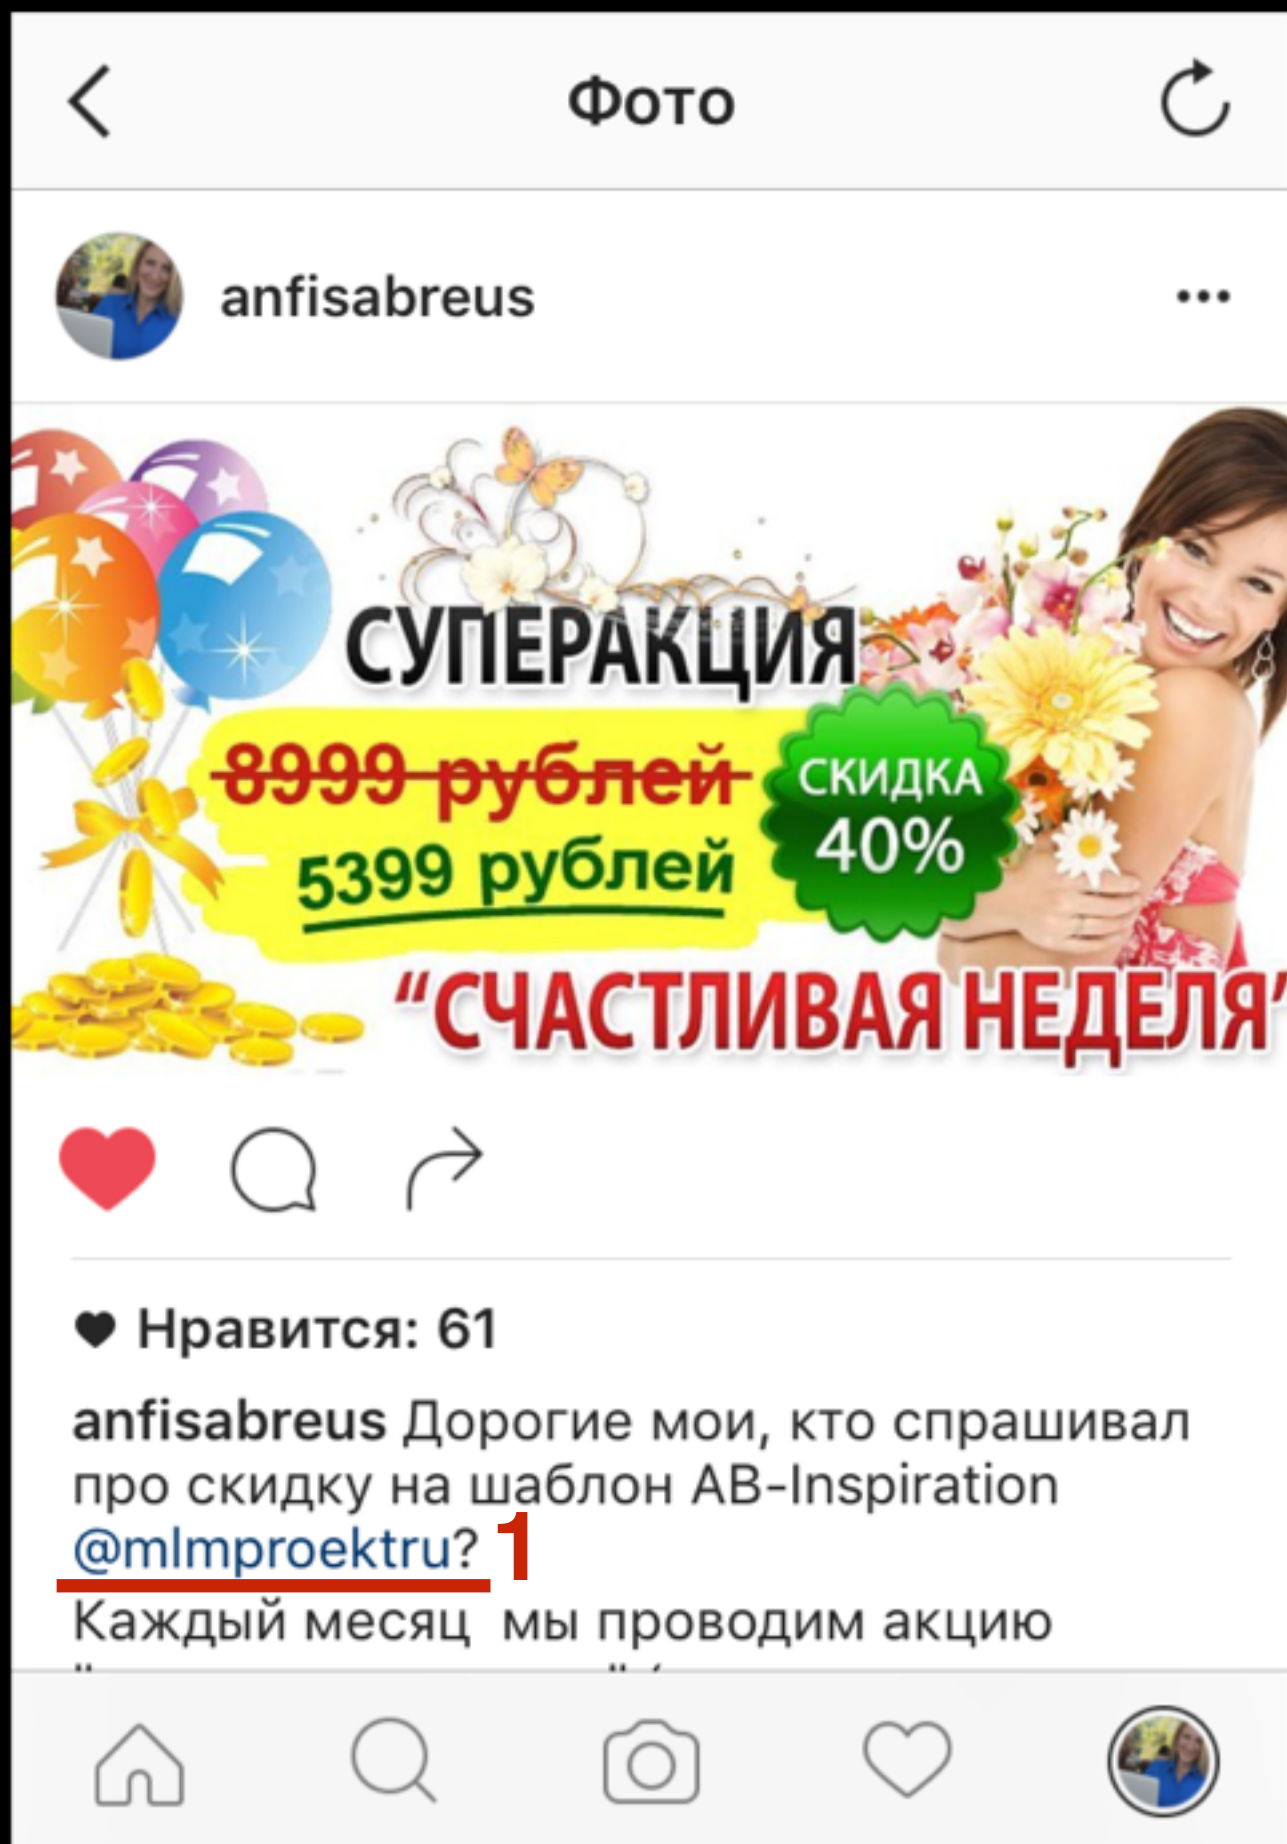 Фото
anfisabreus
СУПЕРАКЦИЯ
8999 рублей
СКИДКА
40%
5399 рублей
“СЧАСТЛИВАЯ НЕДЕЛЯ”
Нравится: 61
anfisabreus Дорогие мои, кто спрашивал
про скидку на шаблон AB-Inspiration
@mlmproektru? 1
Каждый месяц мы проводим акцию